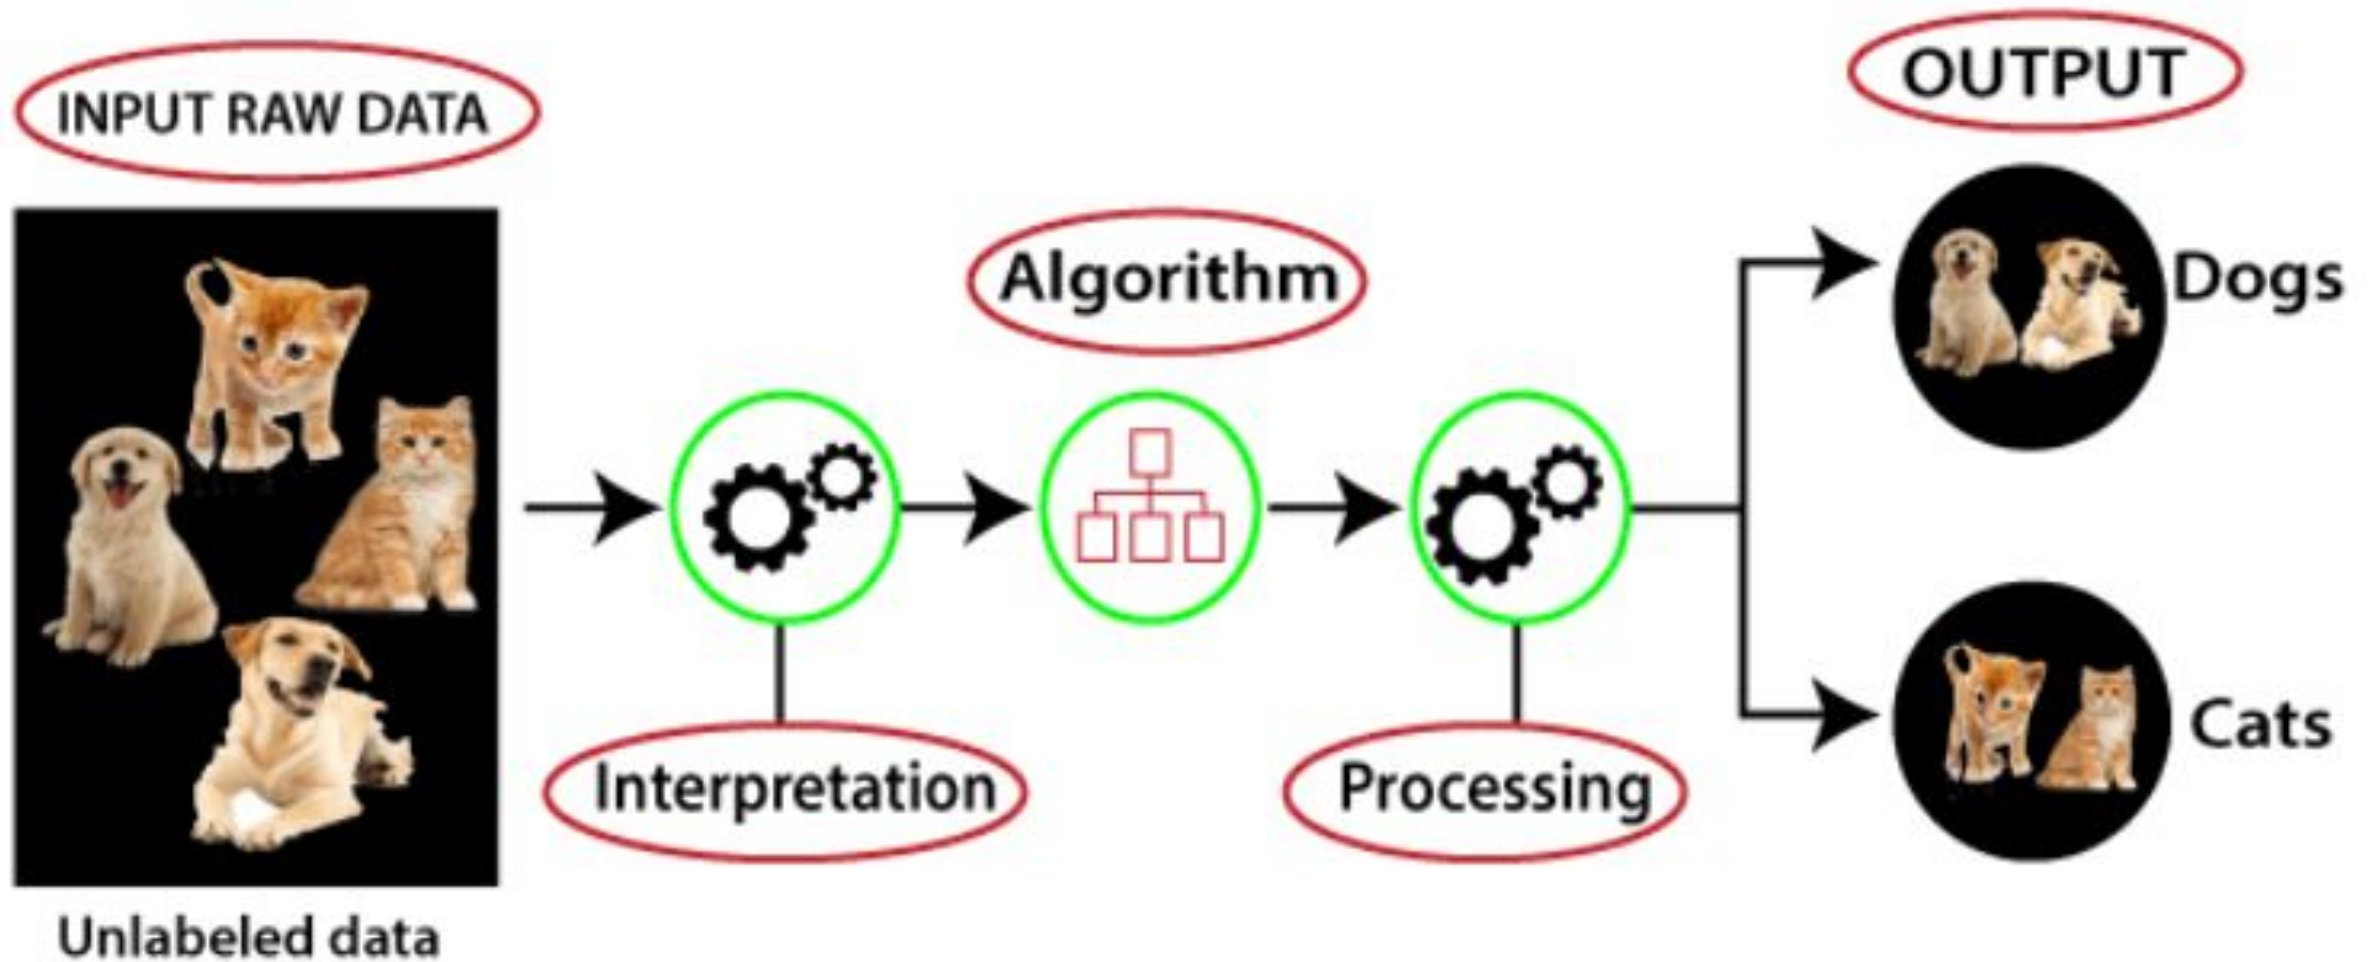 INPUT RAW DATA
OUTPUT
Algorithm
Dogs
Interpretation
Processing
Cats
Unlabeled data